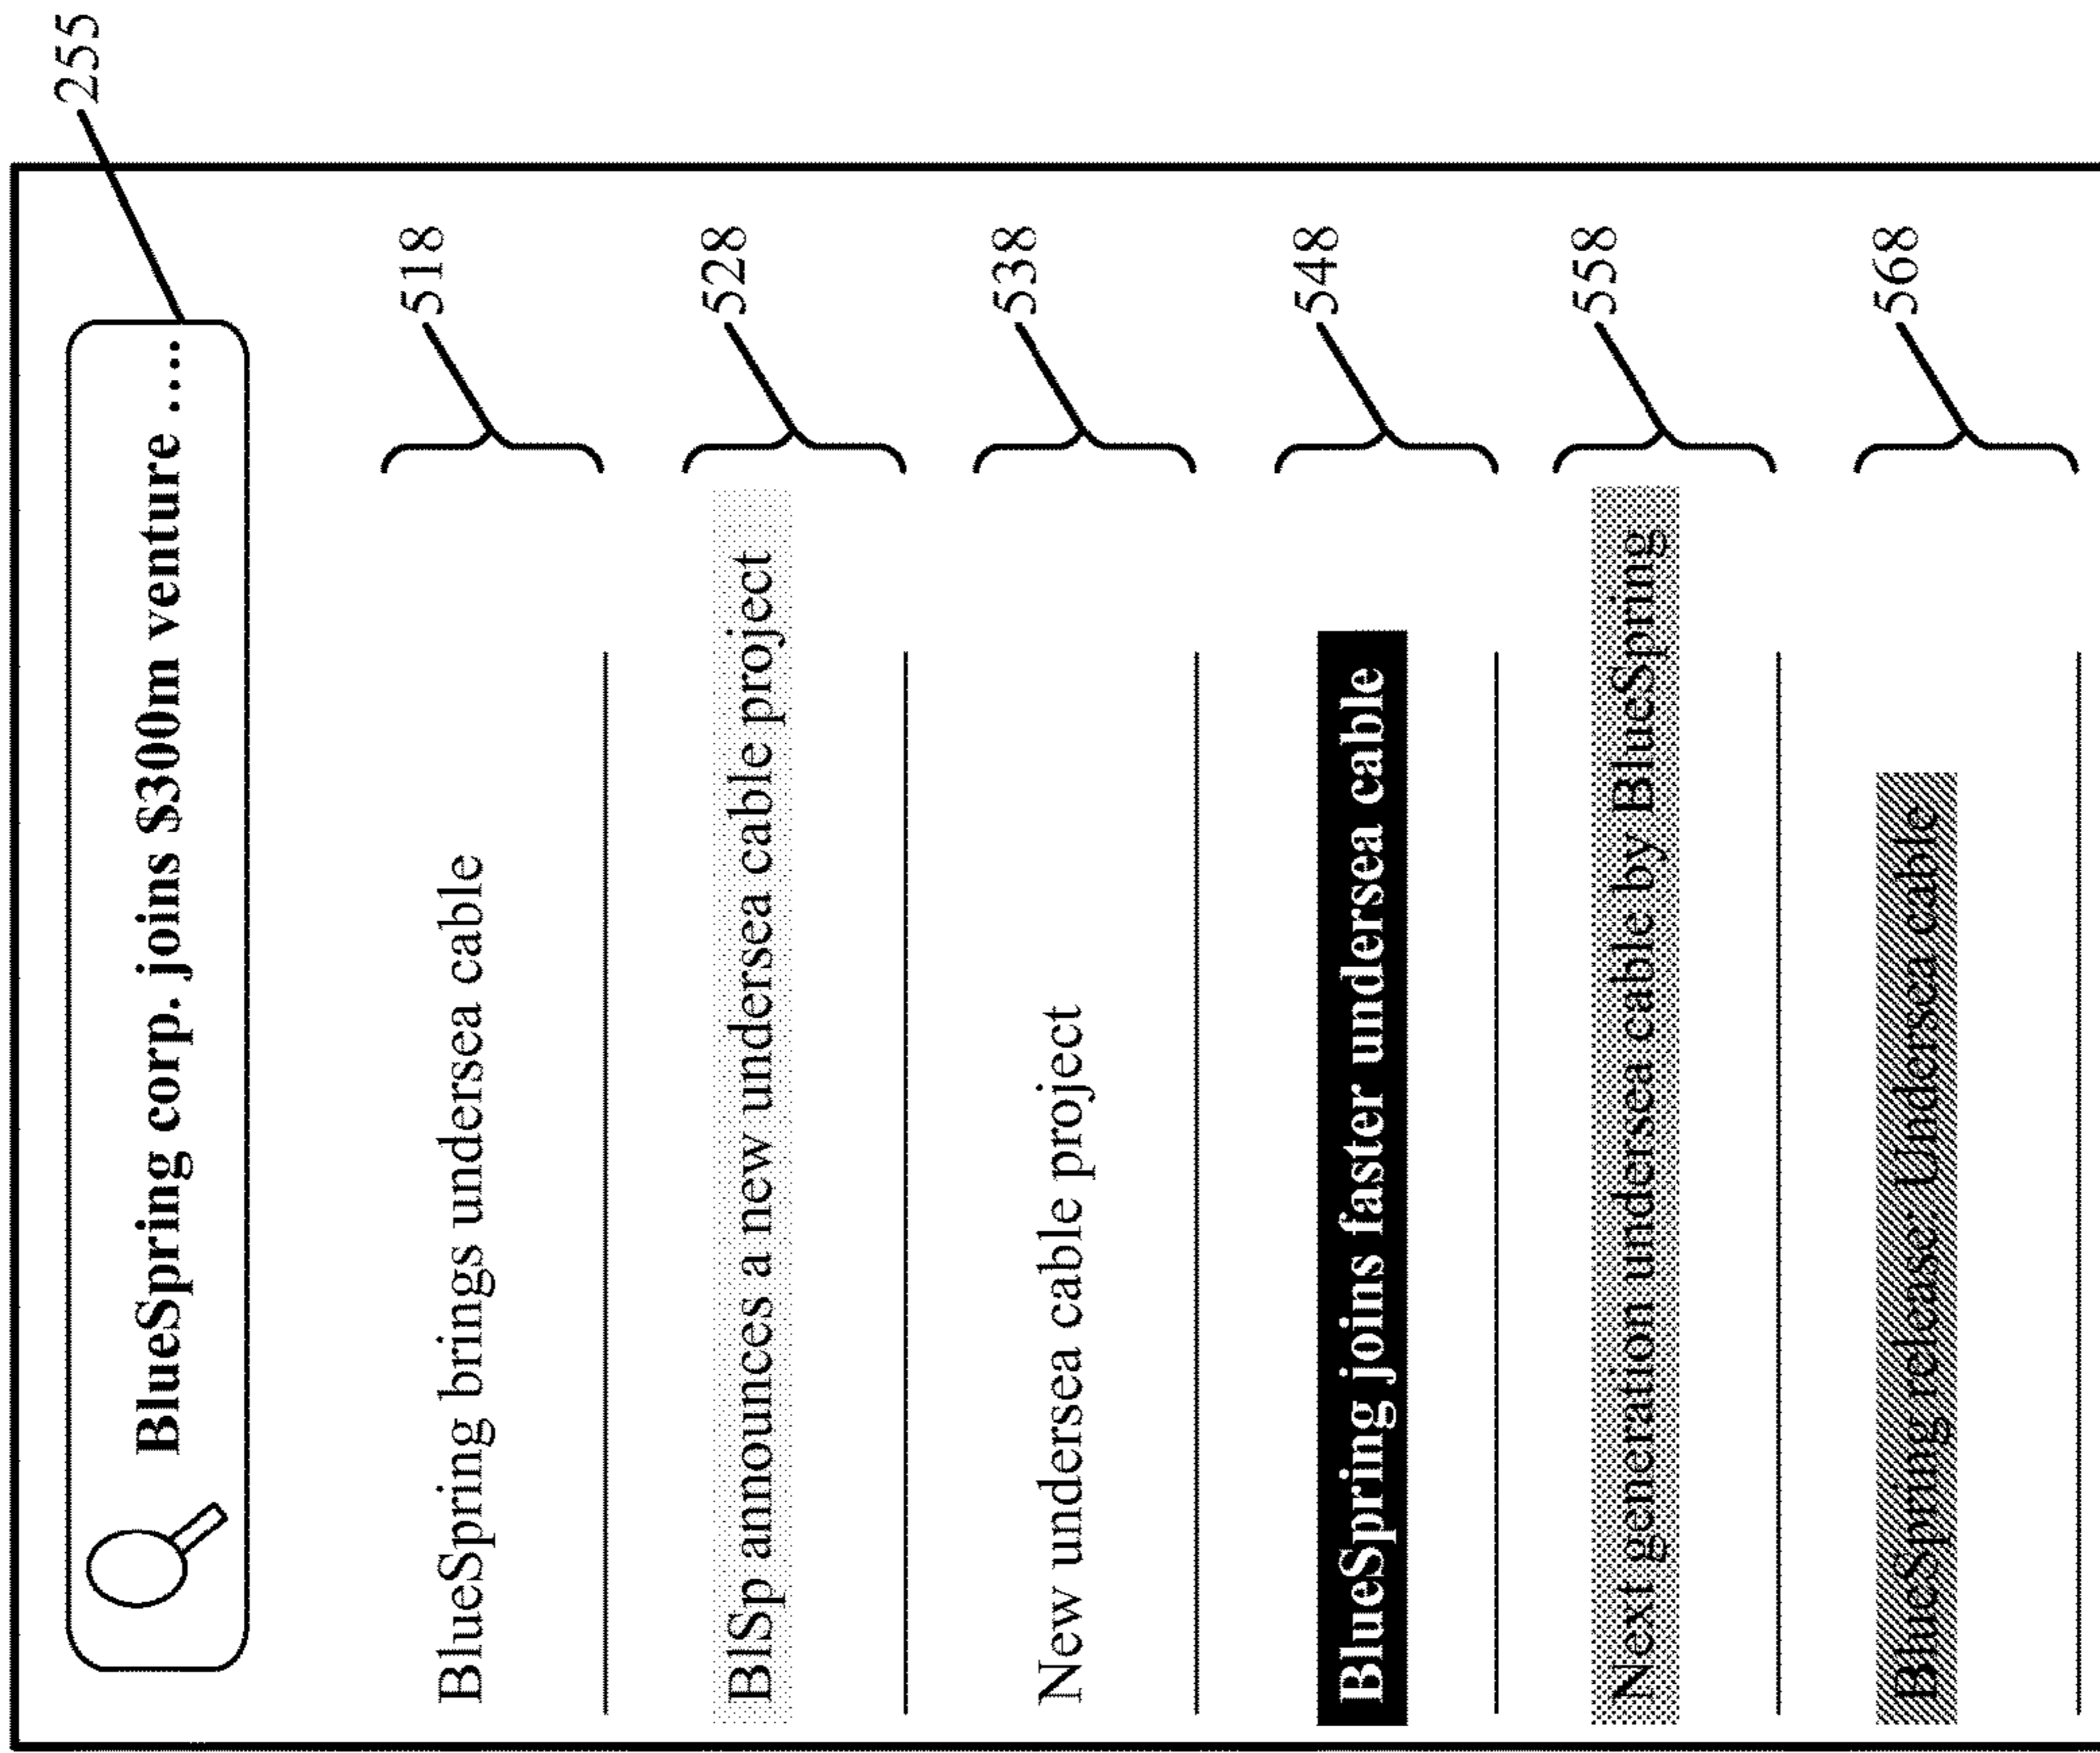 255
BlueSpring corp. joins $300m venture ....
BlueSpring brings undersea cable
518
BlSp announces a new undersea cable project
528
New undersea cable project
538
BlueSpring joins faster undersea cable
548
Next generation undersea cable by BlueSpring
558
BlueSpring release: Undersea cable
568